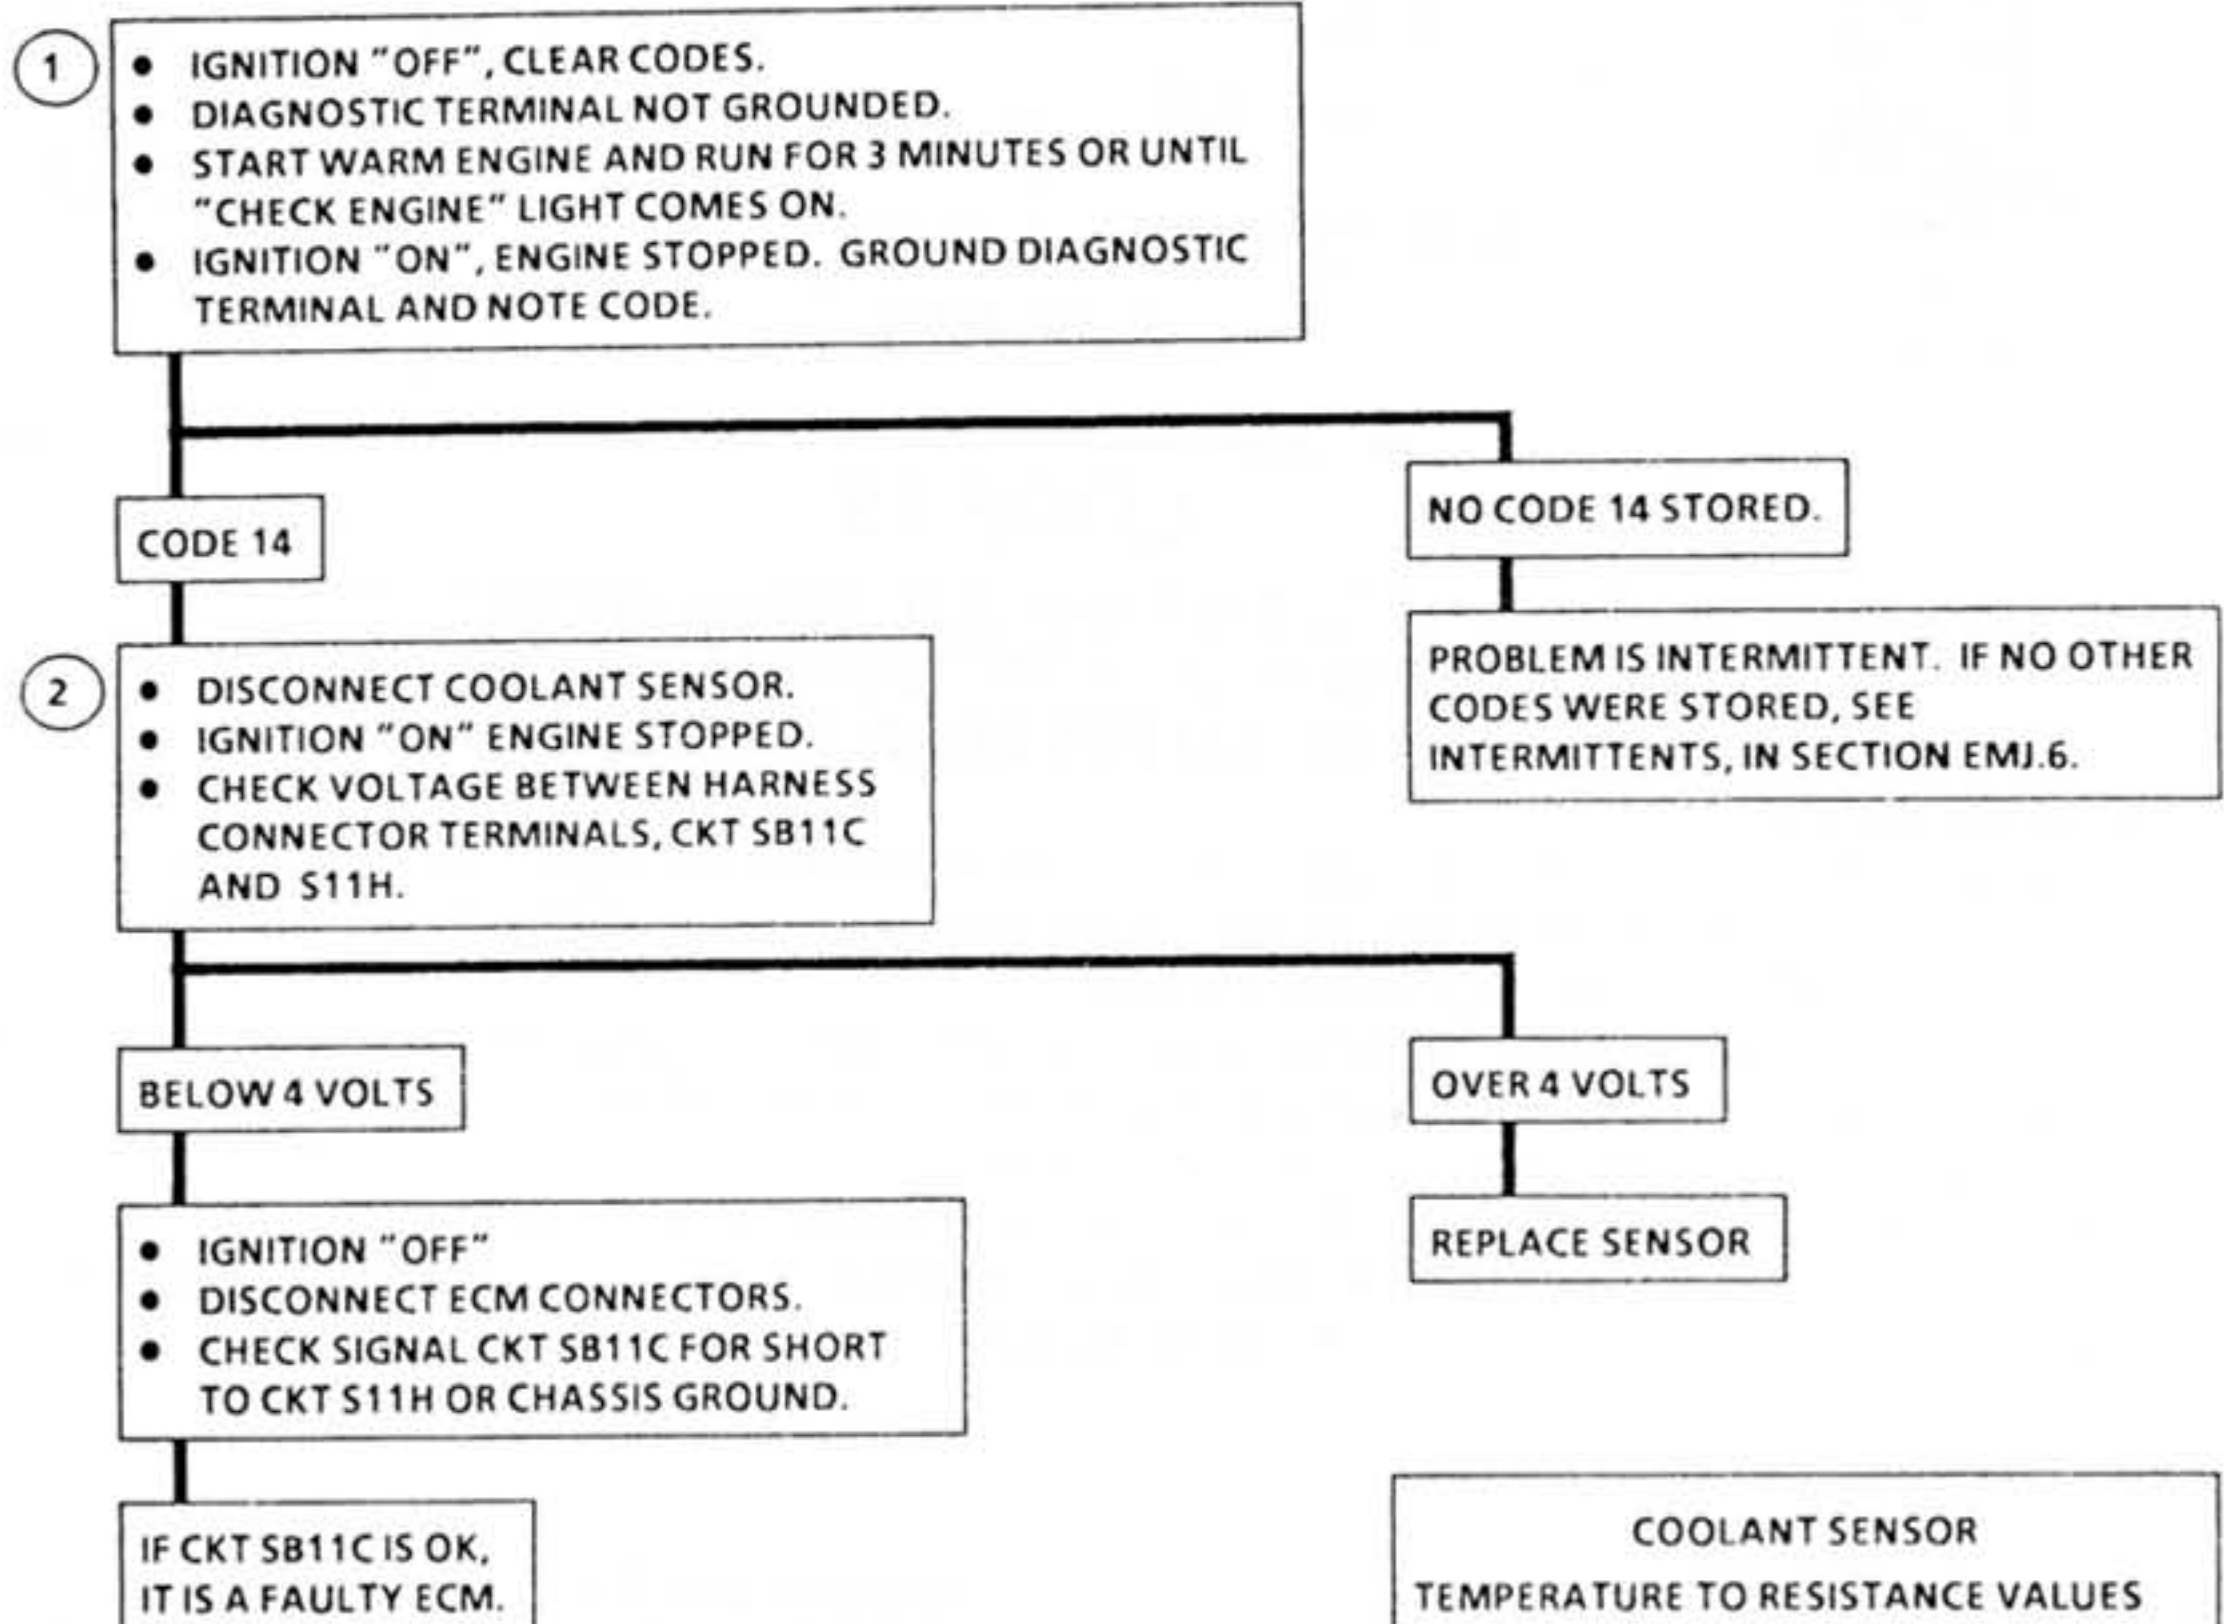 1
● IGNITION "OFF", CLEAR CODES.
● DIAGNOSTIC TERMINAL NOT GROUNDED.
● START WARM ENGINE AND RUN FOR 3 MINUTES OR UNTIL
"CHECK ENGINE" LIGHT COMES ON.
● IGNITION "ON", ENGINE STOPPED. GROUND DIAGNOSTIC
TERMINAL AND NOTE CODE.
CODE 14
NO CODE 14 STORED.
PROBLEM IS INTERMITTENT. IF NO OTHER
CODES WERE STORED, SEE
INTERMITTENTS, IN SECTION EMJ.6.
2
● DISCONNECT COOLANT SENSOR.
● IGNITION "ON" ENGINE STOPPED.
● CHECK VOLTAGE BETWEEN HARNESS
CONNECTOR TERMINALS, CKT SB11C
AND S11H.
BELOW 4 VOLTS
OVER 4 VOLTS
REPLACE SENSOR
● IGNITION "OFF"
● DISCONNECT ECM CONNECTORS.
● CHECK SIGNAL CKT SB11C FOR SHORT
TO CKT S11H OR CHASSIS GROUND.
IF CKT SB11C IS OK,
IT IS A FAULTY ECM.
COOLANT SENSOR
TEMPERATURE TO RESISTANCE VALUES